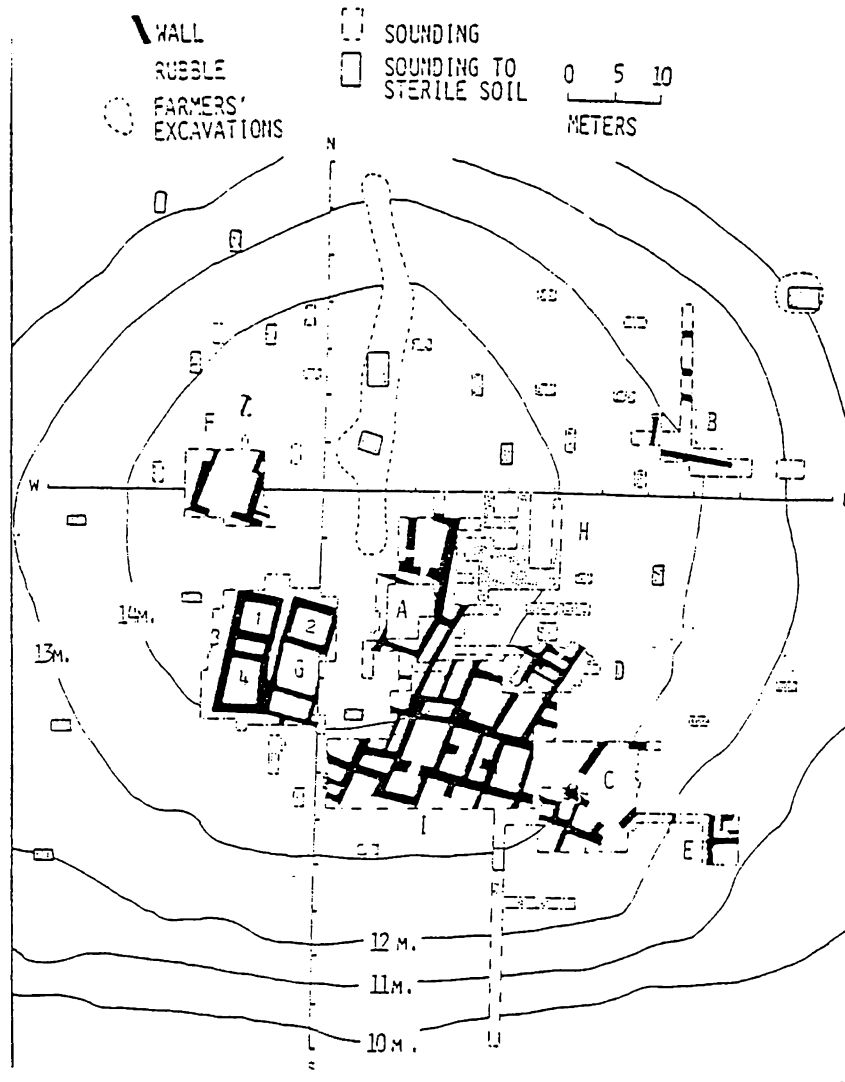 WALL
RUBBLE
FARMERS'
EXCAVATIONS
SOUNDING
SOUNDING TO
STERILE SOIL
0 5 10
METERS
N
F
B
W
H
A
14M.
13M.
3
1
2
4
G
D
C
I
E
12 M.
11M.
10 M.